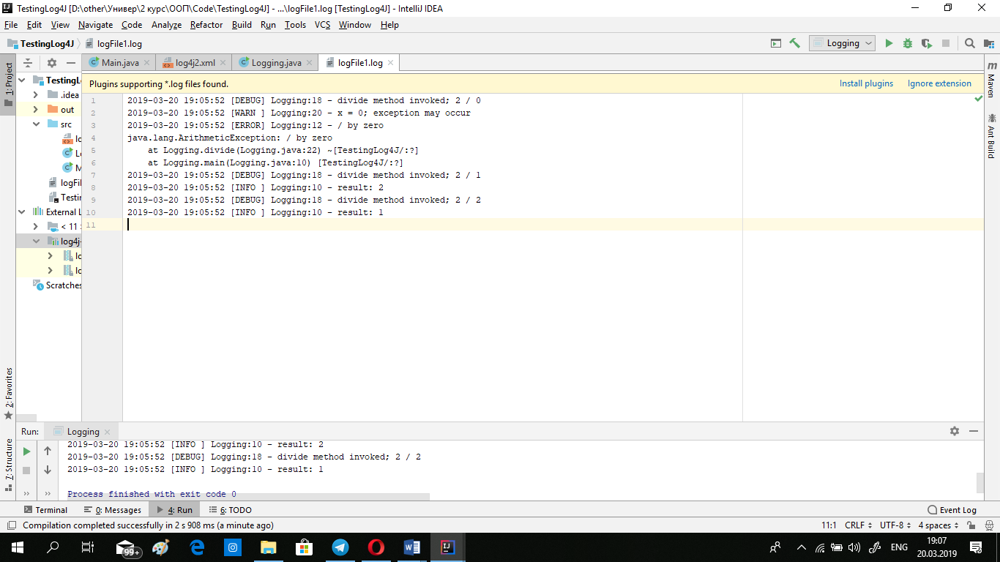 TestingLog4J [D:\other\Универ\2 курс\ООП\Code\TestingLog4J] - ...\logFile1.log [TestingLog4J] - IntelliJ IDEA
File Edit View Navigate Code Analyze Refactor Build Run Tools VCS Window Help
TestingLog4J logFile1.log Logging
1: Project
Main.java log4j2.xml Logging.java logFile1.log
Plugins supporting *.log files found. Install plugins Ignore extension
TestingL
.idea
out
src
lo
L
M
logFil
Testin
External L
< 11
log4j-
lo
lo
Scratches
1 2019-03-20 19:05:52 [DEBUG] Logging:18 - divide method invoked; 2 / 0
2 2019-03-20 19:05:52 [WARN ] Logging:20 - x = 0; exception may occur
3 2019-03-20 19:05:52 [ERROR] Logging:12 - / by zero
4 java.lang.ArithmeticException: / by zero
5 at Logging.divide(Logging.java:22) ~[TestingLog4J/:?]
6 at Logging.main(Logging.java:10) [TestingLog4J/:?]
7 2019-03-20 19:05:52 [DEBUG] Logging:18 - divide method invoked; 2 / 1
8 2019-03-20 19:05:52 [INFO ] Logging:10 - result: 2
9 2019-03-20 19:05:52 [DEBUG] Logging:18 - divide method invoked; 2 / 2
10 2019-03-20 19:05:52 [INFO ] Logging:10 - result: 1
11
Maven
Ant Build
2: Favorites
7: Structure
Run: Logging
2019-03-20 19:05:52 [INFO ] Logging:10 - result: 2
2019-03-20 19:05:52 [DEBUG] Logging:18 - divide method invoked; 2 / 2
2019-03-20 19:05:52 [INFO ] Logging:10 - result: 1
Process finished with exit code 0
Terminal 0: Messages 4: Run 6: TODO Event Log
Compilation completed successfully in 2 s 908 ms (a minute ago) 11:1 CRLF UTF-8 4 spaces
99+ ENG 19:07
20.03.2019